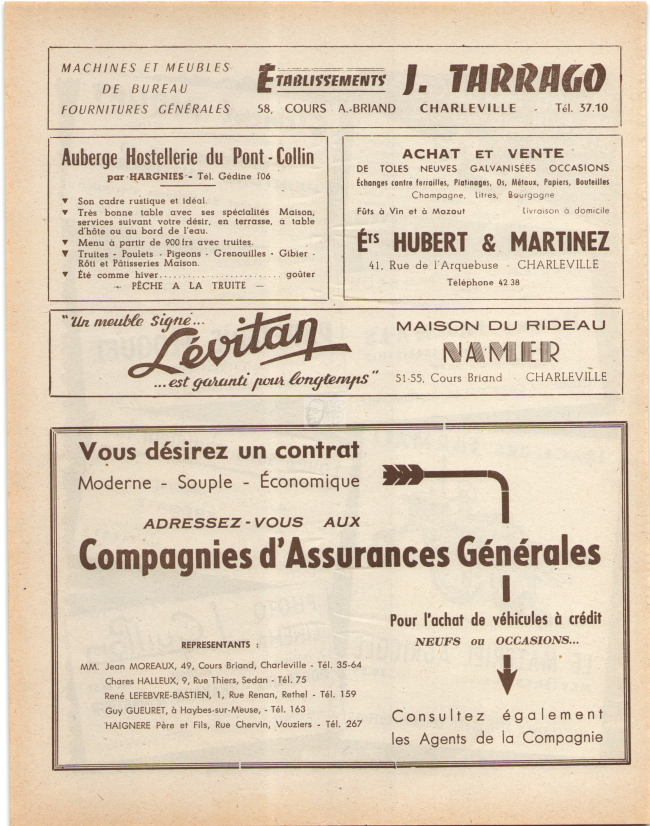 MACHINES ET MEUBLES
DE BUREAU
FOURNITURES GÉNÉRALES
ÉTABLISSEMENTS J. TARRAGO
58, COURS A.-BRIAND CHARLEVILLE - Tél. 37.10
Auberge Hostellerie du Pont-Collin
par HARGNIES - Tél. Gédine 106
▼ Son cadre rustique et idéal.
▼ Très bonne table avec ses spécialités Maison,
services suivant votre désir, en terrasse, a table
d'hôte ou au bord de l'eau.
▼ Menu à partir de 900 frs avec truites.
▼ Truites - Poulets - Pigeons - Grenouilles - Gibier -
Rôti et Pâtisseries Maison.
▼ Été comme hiver........................ goûter
— PÊCHE A LA TRUITE —
ACHAT ET VENTE
DE TOLES NEUVES GALVANISÉES OCCASIONS
Échanges contre ferrailles, Platinages, Os, Métaux, Papiers, Bouteilles
Champagne, Litres, Bourgogne
Fûts à Vin et à Mazout Livraison à domicile
Éts HUBERT & MARTINEZ
41, Rue de l'Arquebuse - CHARLEVILLE
Téléphone 42 38
"Un meuble signé...
Lévitan
...est garanti pour longtemps"
MAISON DU RIDEAU
NAMIER
51-55, Cours Briand - CHARLEVILLE
Vous désirez un contrat
Moderne - Souple - Économique
ADRESSEZ-VOUS AUX
Compagnies d'Assurances Générales
Pour l'achat de véhicules à crédit
NEUFS ou OCCASIONS...
REPRESENTANTS :
MM. Jean MOREAUX, 49, Cours Briand, Charleville - Tél. 35-64
Chares HALLEUX, 9, Rue Thiers, Sedan - Tél. 75
René LEFEBVRE-BASTIEN, 1, Rue Renan, Rethel - Tél. 159
Guy GUEURET, à Haybes-sur-Meuse, - Tél. 163
HAIGNERE Père et Fils, Rue Chervin, Vouziers - Tél. 267
Consultez également
les Agents de la Compagnie